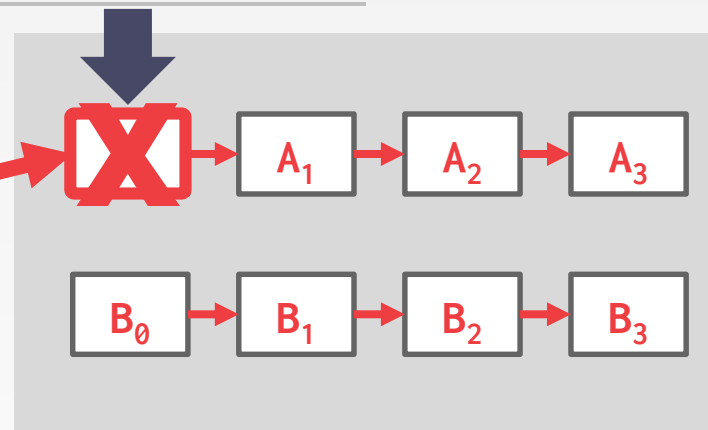 X A₁ A₂ A₃
B₀ B₁ B₂ B₃